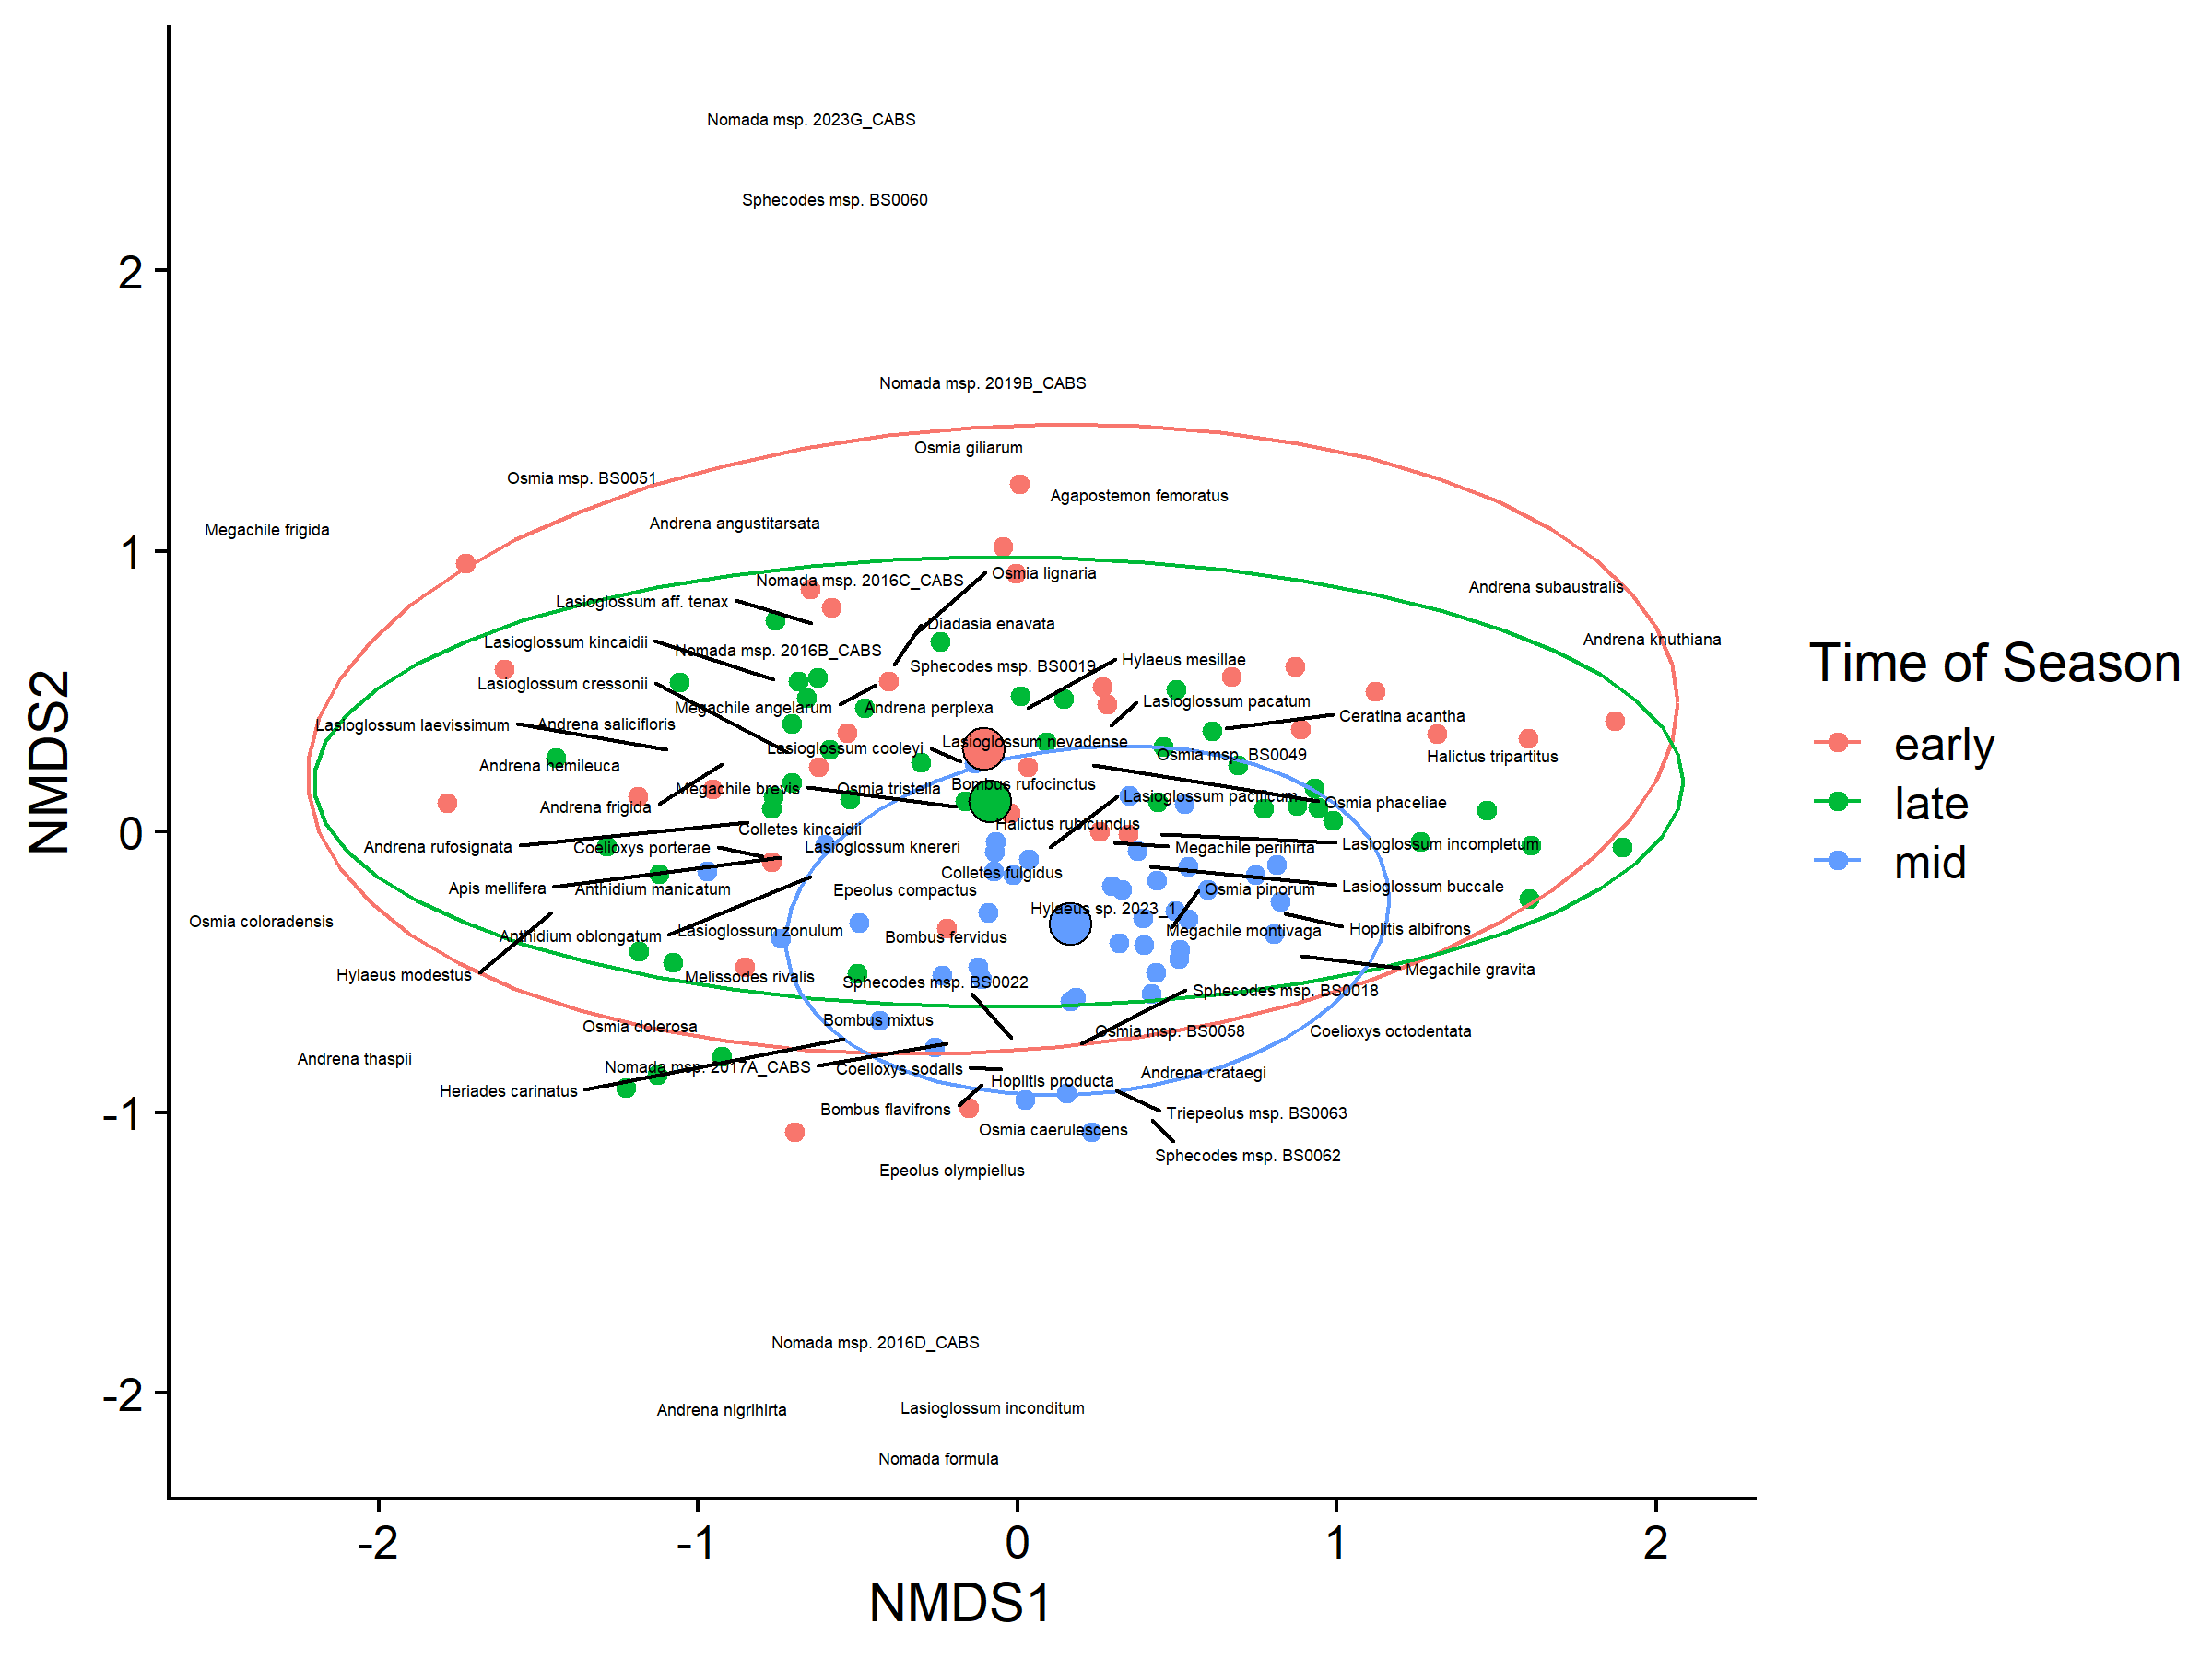 Nomada msp. 2023G_CABS
Sphecodes msp. BS0060
2
Nomada msp. 2019B_CABS
Osmia giliarum
Osmia msp. BS0051
Agapostemon femoratus
Andrena angustitarsata
Megachile frigida
1
Osmia lignaria
Nomada msp. 2016C_CABS
Andrena subaustralis
Lasioglossum aff. tenax
Diadasia enavata
Andrena knuthiana
Lasioglossum kincaidii
Nomada msp. 2016B_CABS
Hylaeus mesillae
Sphecodes msp. BS0019
Time of Season
Lasioglossum cressonii
Lasioglossum pacatum
Megachile angelarum
Andrena perplexa
Ceratina acantha
Lasioglossum laevissimum
Andrena salicifloris
Lasioglossum nevadense
early
Lasioglossum cooleyi
Osmia msp. BS0049
Halictus tripartitus
Andrena hemileuca
Bombus rufocinctus
Megachile brevis
Osmia tristella
Lasioglossum pacificum
Osmia phaceliae
late
Andrena frigida
Halictus rubicundus
Colletes kincaidii
0
NMDS2
Lasioglossum incompletum
Andrena rufosignata
Coelioxys porterae
Lasioglossum knereri
Megachile perihirta
mid
Colletes fulgidus
Lasioglossum buccale
Apis mellifera
Anthidium manicatum
Epeolus compactus
Osmia pinorum
Hylaeus sp. 2023_1
Osmia coloradensis
Hoplitis albifrons
Lasioglossum zonulum
Megachile montivaga
Anthidium oblongatum
Bombus fervidus
Megachile gravita
Hylaeus modestus
Melissodes rivalis
Sphecodes msp. BS0022
Sphecodes msp. BS0018
Bombus mixtus
Osmia dolerosa
Osmia msp. BS0058
Coelioxys octodentata
Andrena thaspii
Nomada msp. 2017A_CABS
Coelioxys sodalis
Andrena crataegi
Hoplitis producta
Heriades carinatus
Bombus flavifrons
Triepeolus msp. BS0063
-1
Osmia caerulescens
Sphecodes msp. BS0062
Epeolus olympiellus
Nomada msp. 2016D_CABS
-2
Andrena nigrihirta
Lasioglossum inconditum
Nomada formula
-2
-1
0
1
2
NMDS1